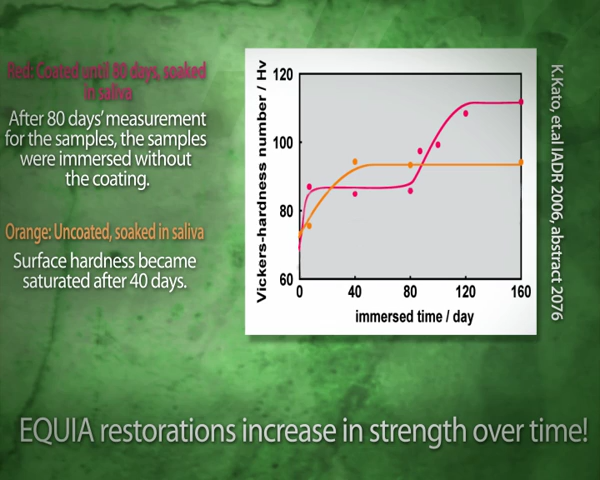 Red: Coated until 80 days, soaked
in saliva
After 80 days' measurement
for the samples, the samples
were immersed without
the coating.
Orange: Uncoated, soaked in saliva
Surface hardness became
saturated after 40 days.
Vickers-hardness number / Hv
120
100
80
60
0 40 80 120 160
immersed time / day
K.Kato, et.al IADR 2006, abstract 2076
EQUIA restorations increase in strength over time!